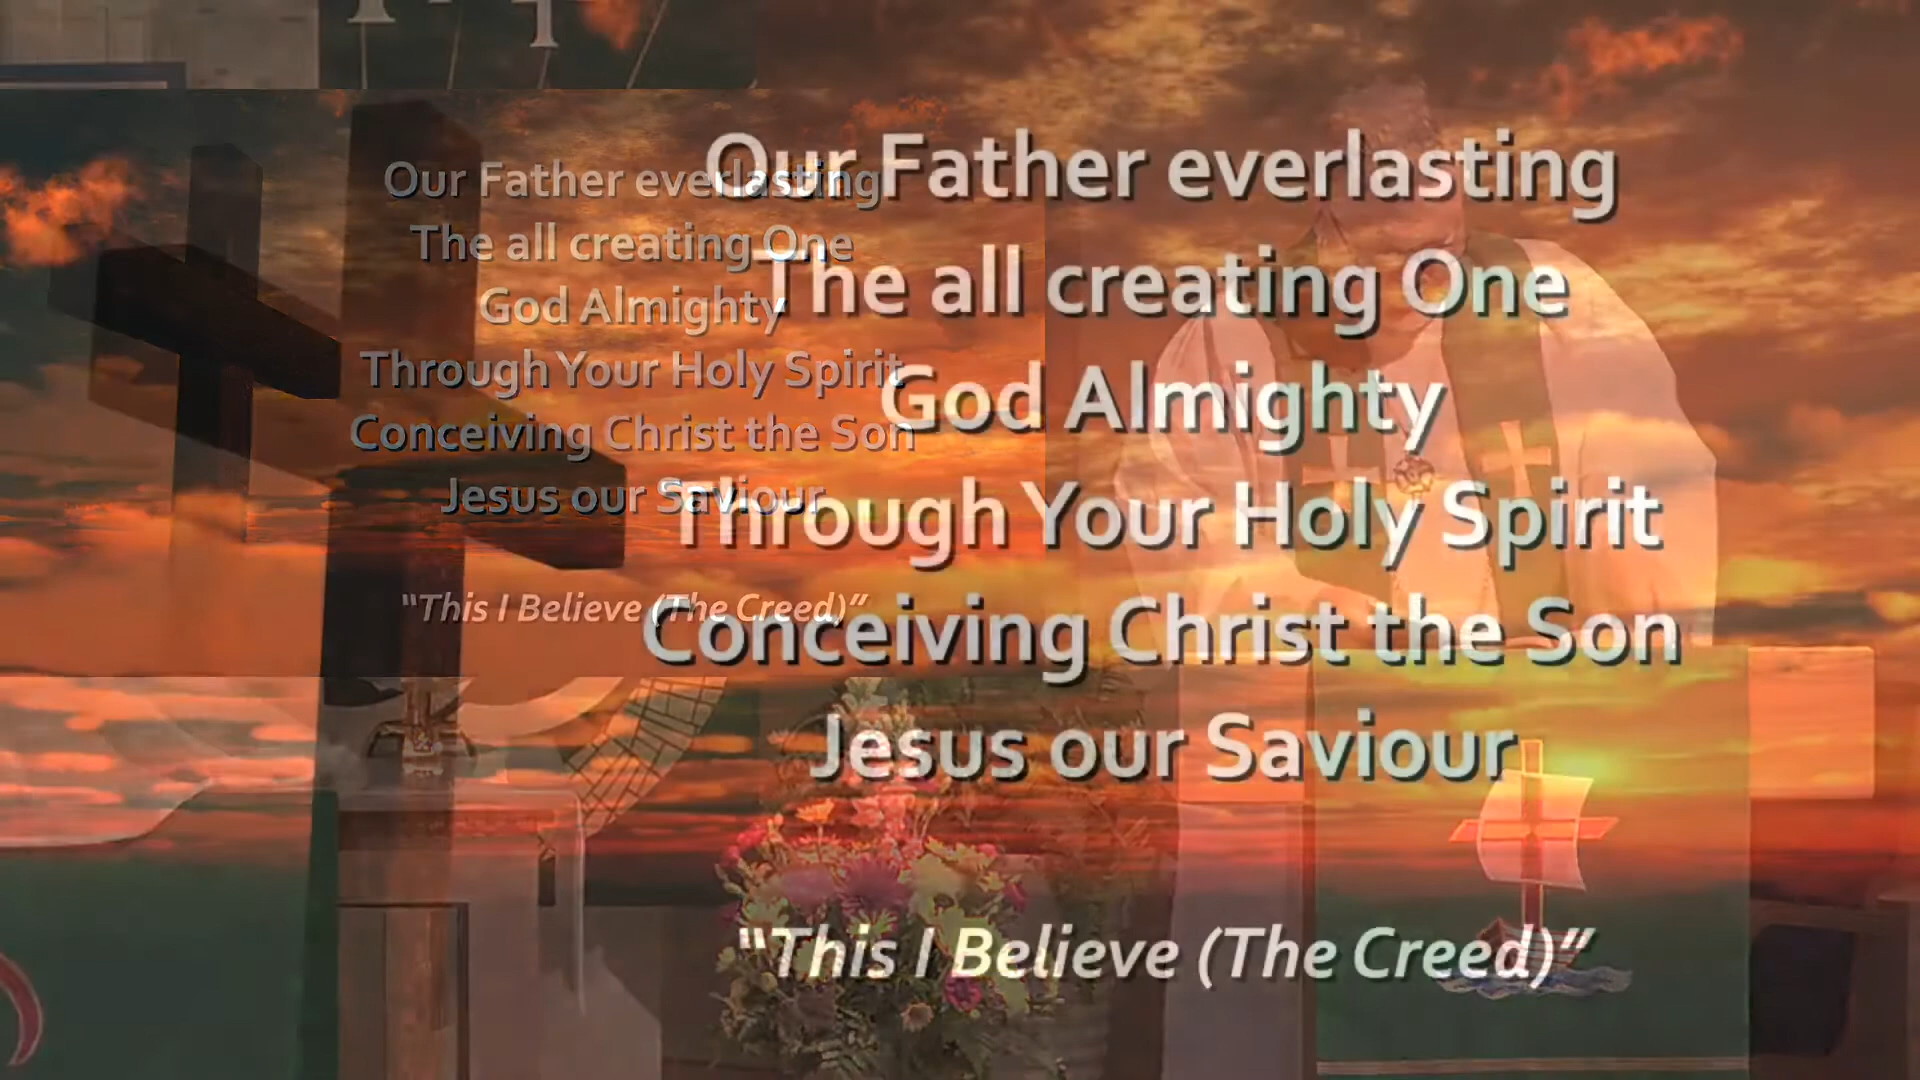 Our Father everlasting
The all creating One
God Almighty
Through Your Holy Spirit
Conceiving Christ the Son
Jesus our Saviour
"This I Believe (The Creed)”
Our Father everlasting
The all creating One
God Almighty
Through Your Holy Spirit
Conceiving Christ the Son
Jesus our Saviour
"This I Believe (The Creed)”